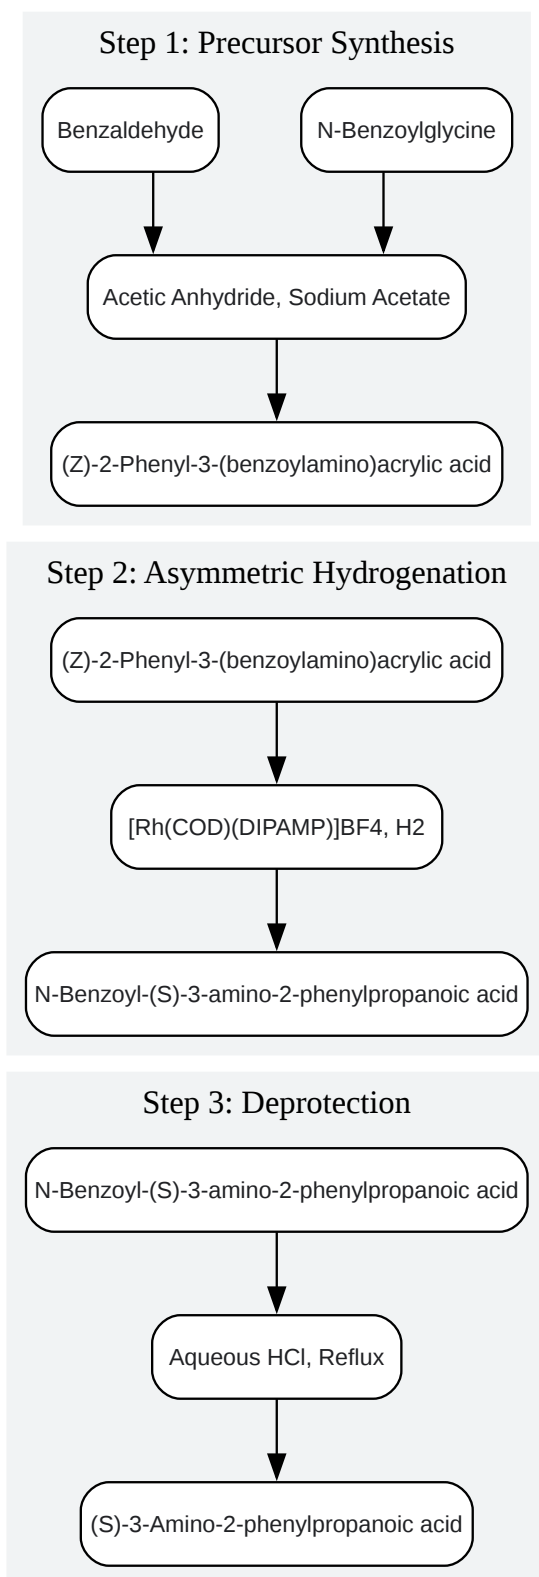 Step 1: Precursor Synthesis
Benzaldehyde
N-Benzoylglycine
Acetic Anhydride, Sodium Acetate
(Z)-2-Phenyl-3-(benzoylamino)acrylic acid
Step 2: Asymmetric Hydrogenation
(Z)-2-Phenyl-3-(benzoylamino)acrylic acid
[Rh(COD)(DIPAMP)]BF4, H2
N-Benzoyl-(S)-3-amino-2-phenylpropanoic acid
Step 3: Deprotection
N-Benzoyl-(S)-3-amino-2-phenylpropanoic acid
Aqueous HCl, Reflux
(S)-3-Amino-2-phenylpropanoic acid